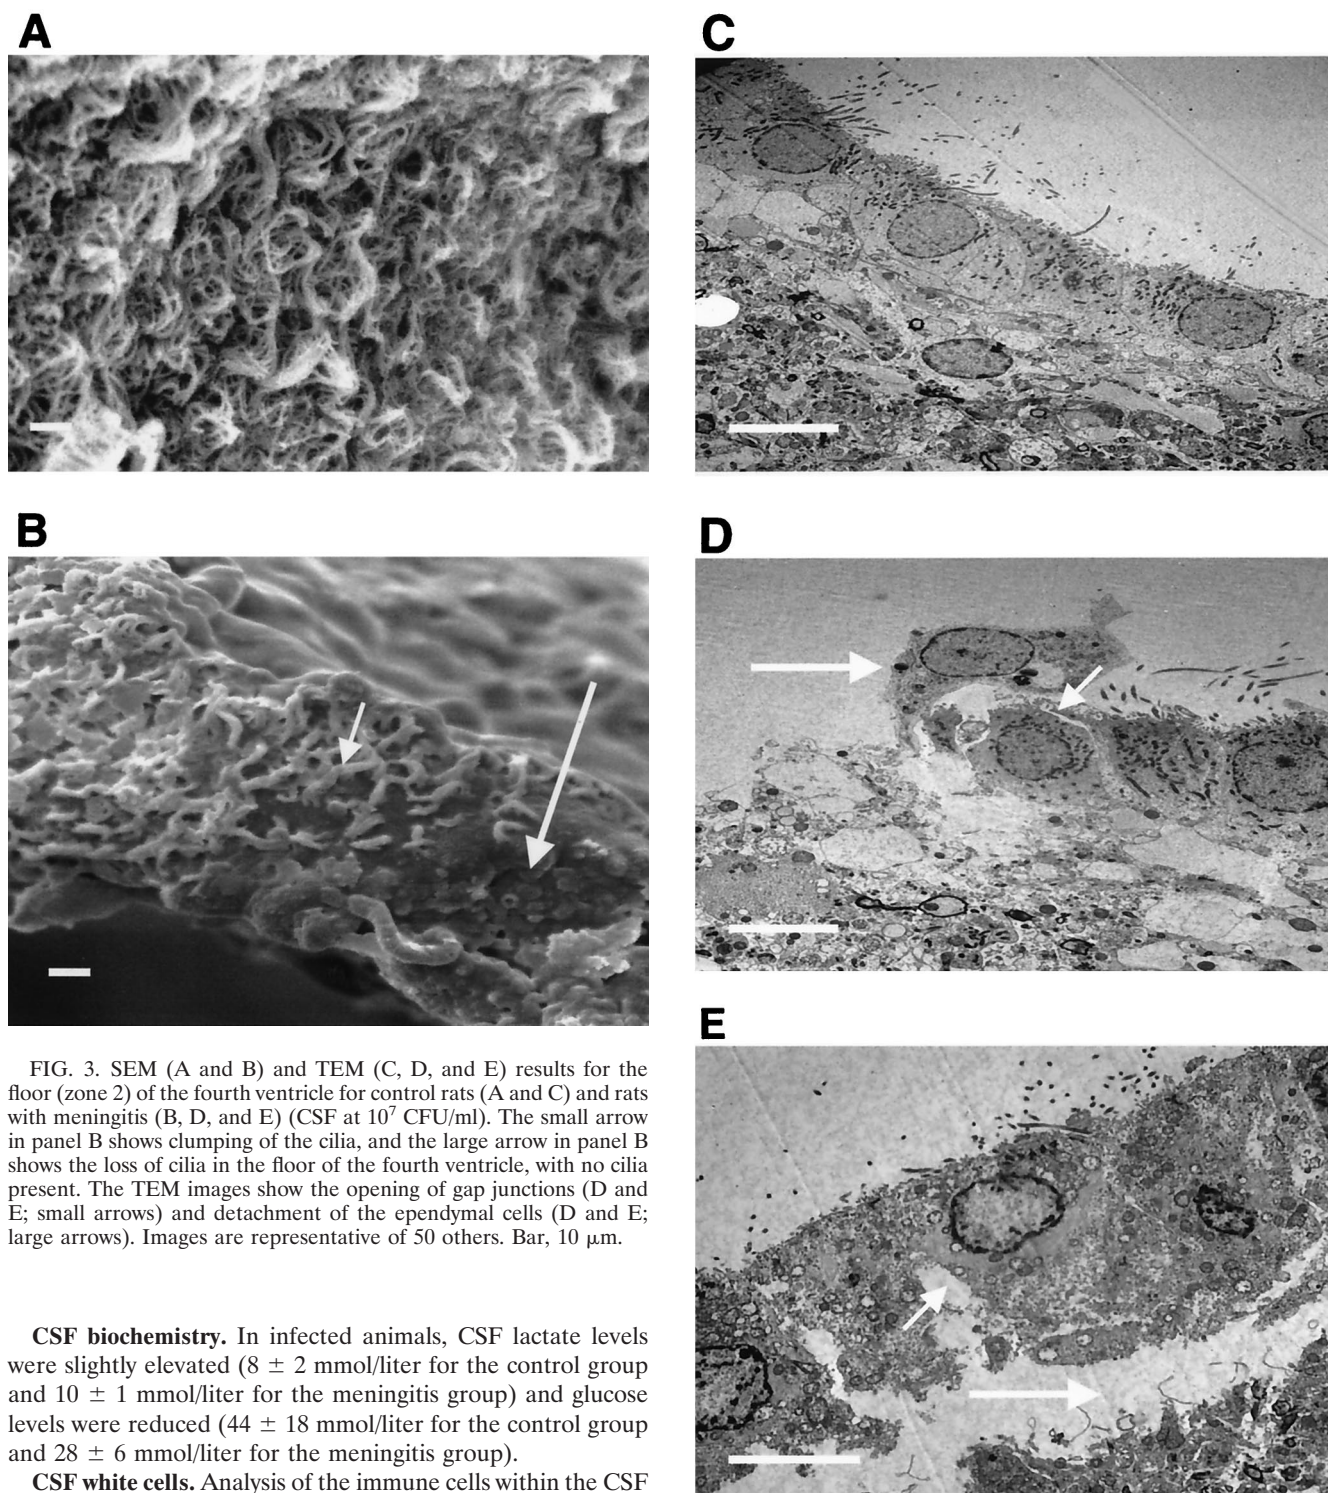 A
B
FIG. 3. SEM (A and B) and TEM (C, D, and E) results for the
floor (zone 2) of the fourth ventricle for control rats (A and C) and rats
with meningitis (B, D, and E) (CSF at 10⁷ CFU/ml). The small arrow
in panel B shows clumping of the cilia, and the large arrow in panel B
shows the loss of cilia in the floor of the fourth ventricle, with no cilia
present. The TEM images show the opening of gap junctions (D and
E; small arrows) and detachment of the ependymal cells (D and E;
large arrows). Images are representative of 50 others. Bar, 10 μm.
CSF biochemistry. In infected animals, CSF lactate levels
were slightly elevated (8 ± 2 mmol/liter for the control group
and 10 ± 1 mmol/liter for the meningitis group) and glucose
levels were reduced (44 ± 18 mmol/liter for the control group
and 28 ± 6 mmol/liter for the meningitis group).
CSF white cells. Analysis of the immune cells within the CSF
C
D
E